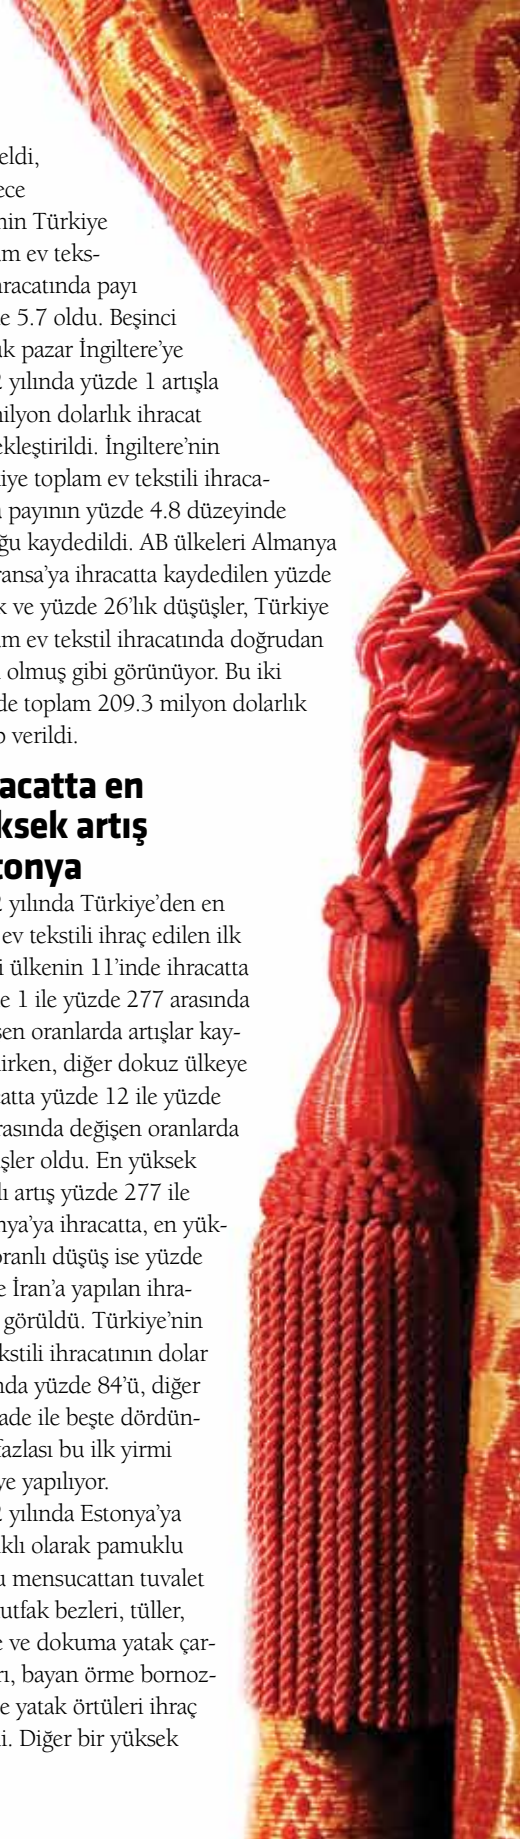 eldi,
ece
nin Türkiye
m ev teks-
racatında payı
e 5.7 oldu. Beşinci
k pazar İngiltere’ye
yılında yüzde 1 artışla
milyon dolarlık ihracat
ekleştirildi. İngiltere’nin
iye toplam ev tekstili ihraca-
payının yüzde 4.8 düzeyinde
ğu kaydedildi. AB ülkeleri Almanya
ransa’ya ihracatta kaydedilen yüzde
k ve yüzde 26’lık düşüşler, Türkiye
m ev tekstil ihracatında doğrudan
olmuş gibi görünüyor. Bu iki
de toplam 209.3 milyon dolarlık
verildi.
acatta en
ksek artış
tonya
2 yılında Türkiye’den en
ev tekstili ihraç edilen ilk
i ülkenin 11’inde ihracatta
e 1 ile yüzde 277 arasında
şen oranlarda artışlar kay-
irken, diğer dokuz ülkeye
atta yüzde 12 ile yüzde
rasında değişen oranlarda
şler oldu. En yüksek
lı artış yüzde 277 ile
nya’ya ihracatta, en yük-
oranlı düşüş ise yüzde
e İran’a yapılan ihra-
görüldü. Türkiye’nin
kstili ihracatının dolar
nda yüzde 84’ü, diğer
ade ile beşte dördün-
fazlası bu ilk yirmi
ye yapılıyor.
2 yılında Estonya’ya
klı olarak pamuklu
u mensucattan tuvalet
utfak bezleri, tüller,
e ve dokuma yatak çar-
rı, bayan örme bornoz-
e yatak örtüleri ihraç
i. Diğer bir yüksek